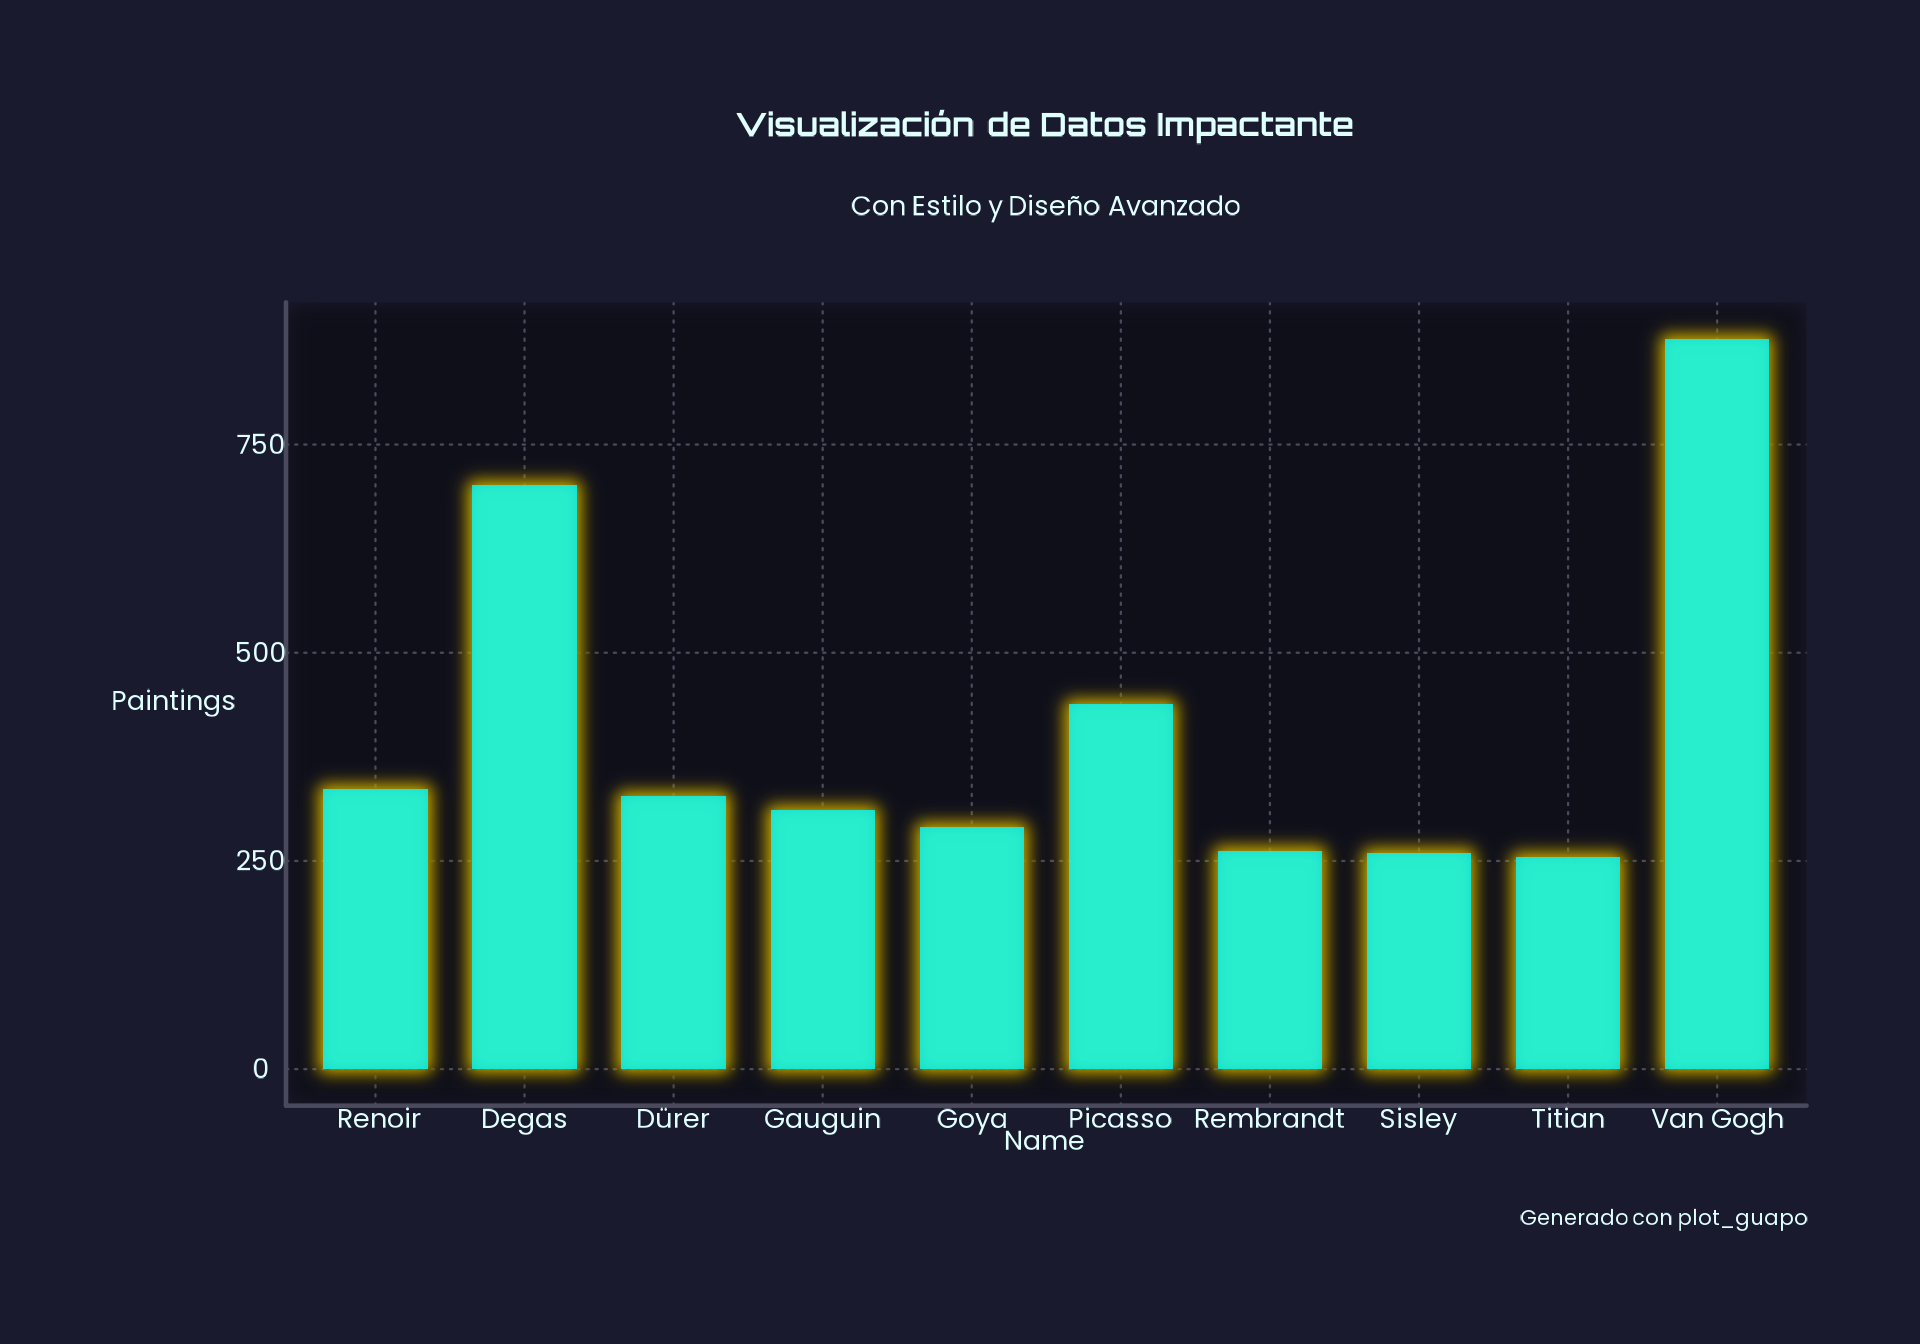 Visualización de Datos Impactante
Con Estilo y Diseño Avanzado
750
500
250
0
Paintings
Renoir Degas Dürer Gauguin Goya Picasso Rembrandt Sisley Titian Van Gogh
Name
Generado con plot_guapo